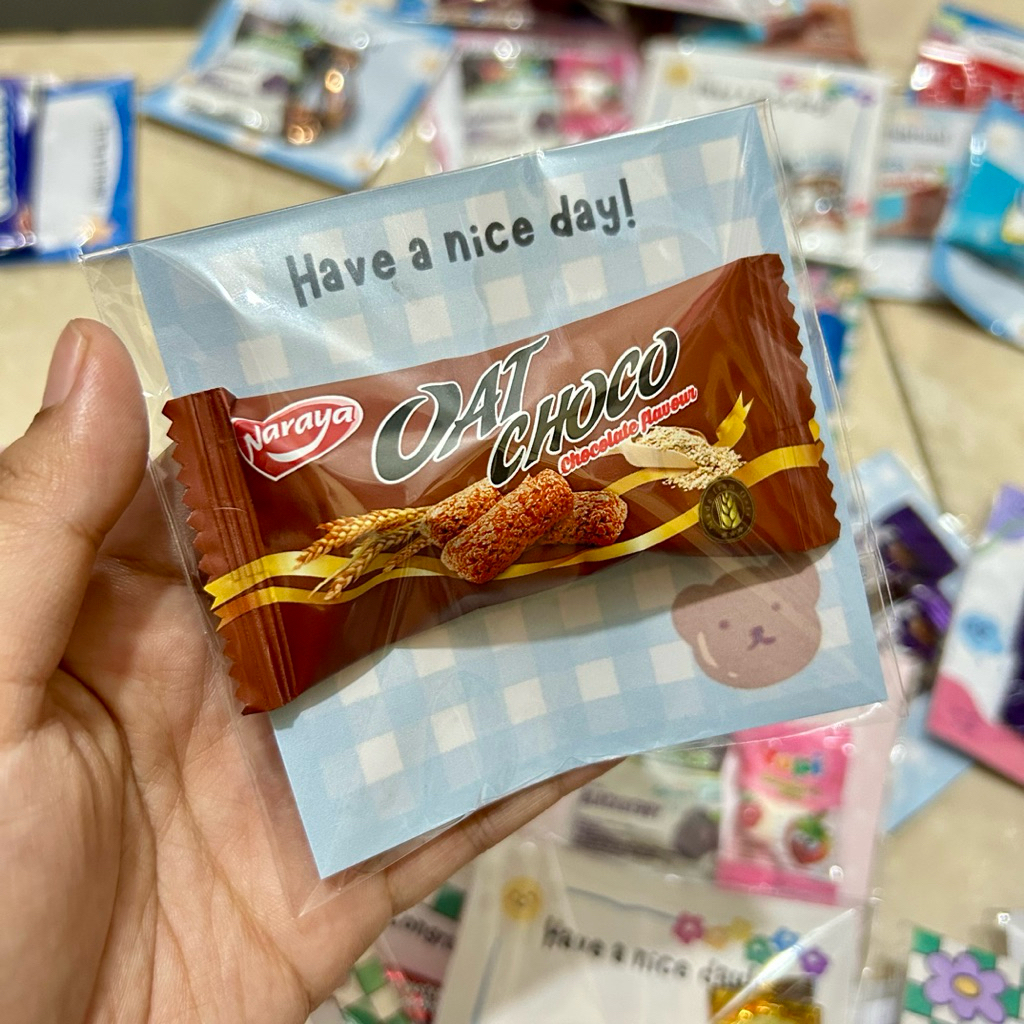 Have a nice day!
Naraya
OAT
CHOCO
Chocolate flavour
Have a nice day!